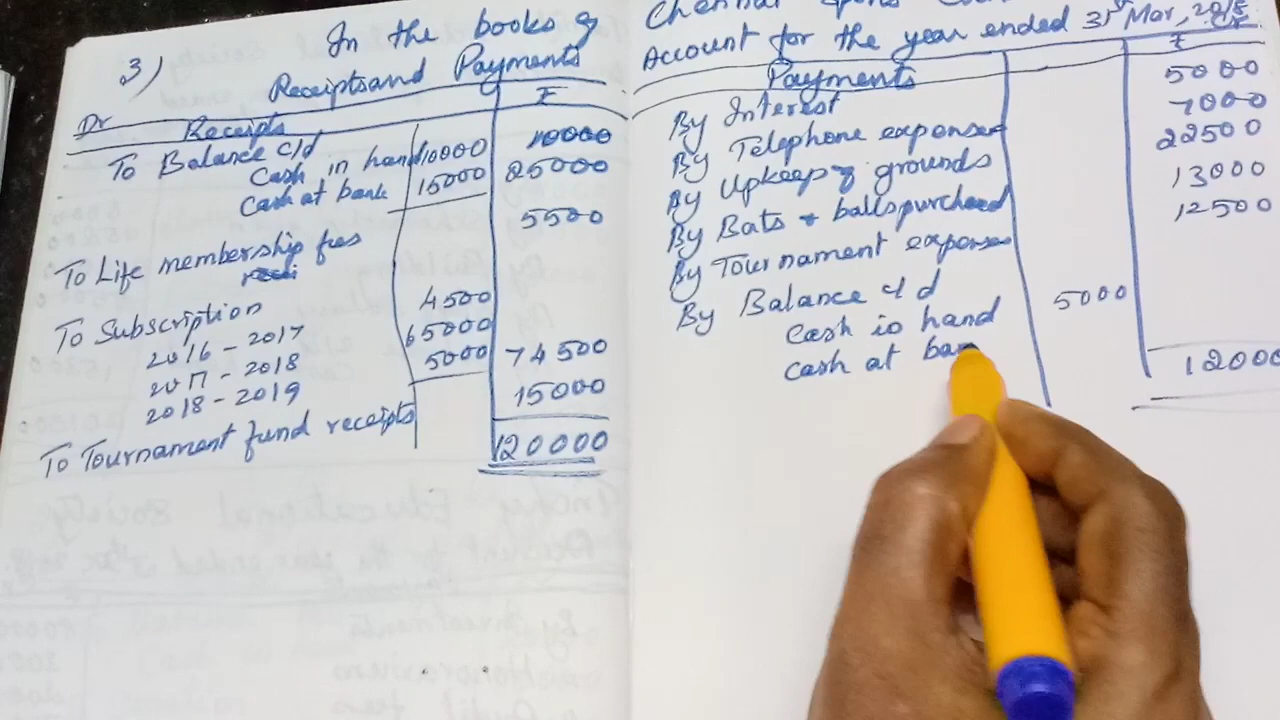 3)
In the books of
Receipts and Payments
Dr Receipts ₹
To Balance c/d 10000
Cash in hand 10000 25000
Cash at bank 15000
To Life membership fees 5500
To Subscription
2016 - 2017 4500
2017 - 2018 65000
2018 - 2019 5000 74500
To Tournament fund receipts 15000
120000
Chennai Sports
Account for the year ended 31st Mar,
Payments ₹
By Interest 5000
By Telephone expenses 7000
By Upkeep of grounds 22500
By Bats & balls purchased 13000
By Tournament expenses 12500
By Balance c/d
Cash in hand 5000
Cash at ban
12000